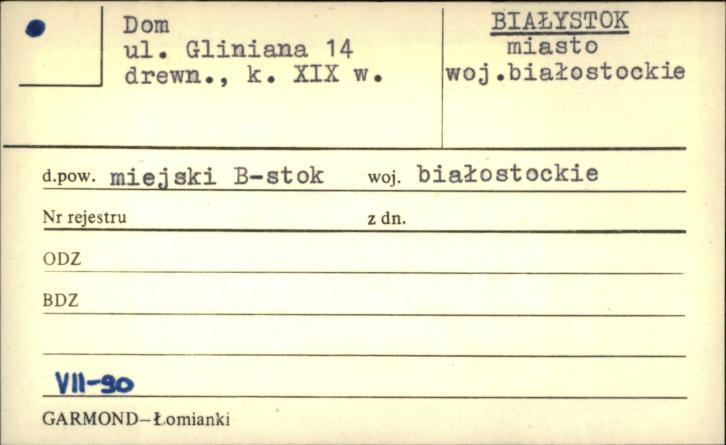 Dom
ul. Gliniana 14
drewn., k. XIX w.
BIAŁYSTOK
miasto
woj.białostockie
d.pow. miejski B-stok woj. białostockie
Nr rejestru z dn.
ODZ
BDZ
VII-90
GARMOND—Łomianki